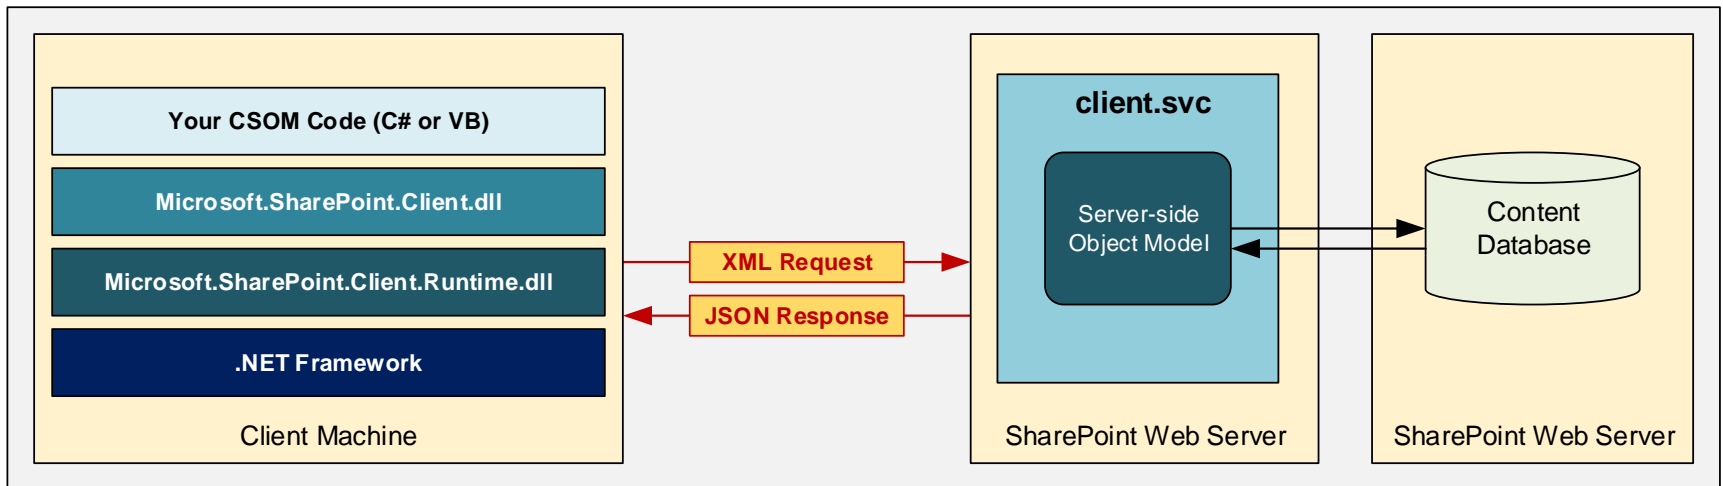 Your CSOM Code (C# or VB)
Microsoft.SharePoint.Client.dll
Microsoft.SharePoint.Client.Runtime.dll
.NET Framework
Client Machine
XML Request
JSON Response
client.svc
Server-side
Object Model
SharePoint Web Server
Content
Database
SharePoint Web Server